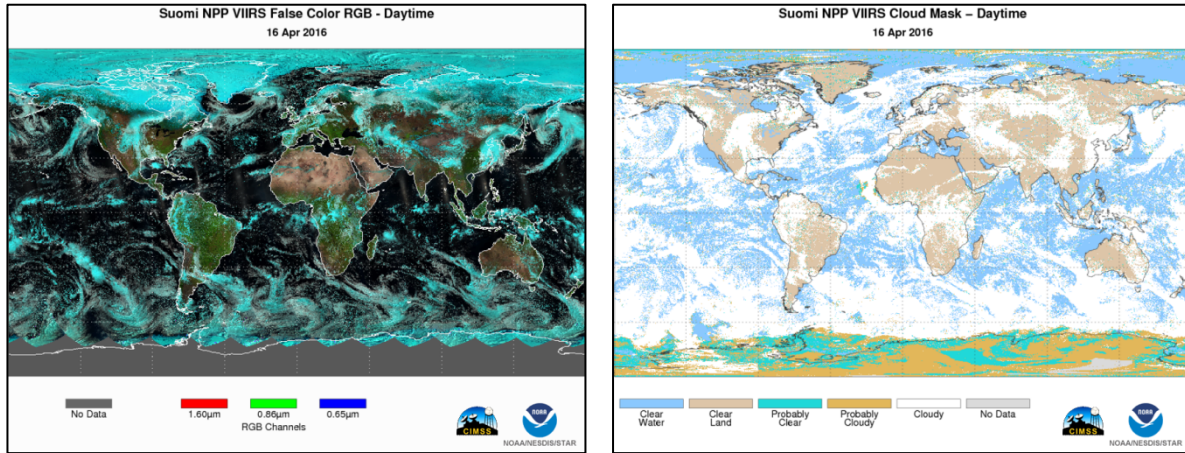 Suomi NPP VIIRS False Color RGB - Daytime
16 Apr 2016
No Data
1.60μm
0.86μm
0.65μm
RGB Channels
CIMSS
NOAA
NOAA/NESDIS/STAR
Suomi NPP VIIRS Cloud Mask – Daytime
16 Apr 2016
Clear Water
Clear Land
Probably Clear
Probably Cloudy
Cloudy
No Data
CIMSS
NOAA
NOAA/NESDIS/STAR